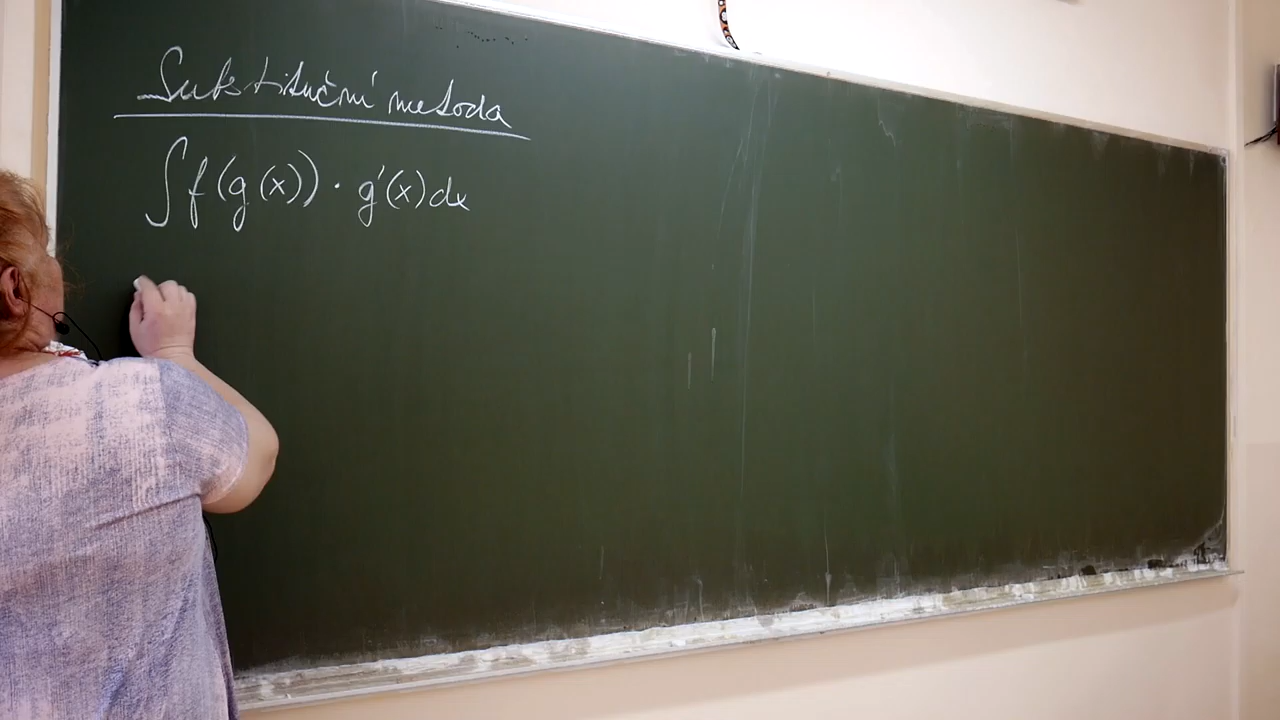 Substituční metoda
∫f(g(x)) · g'(x)dx